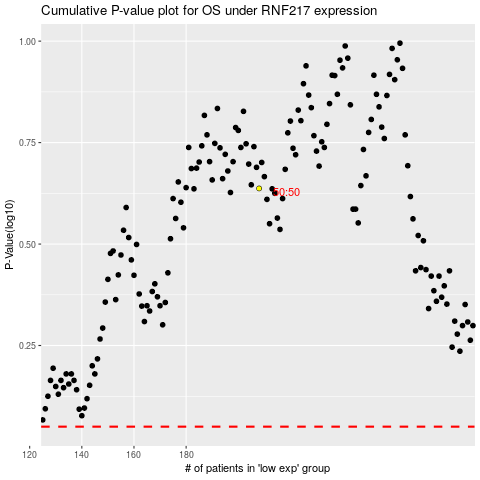 Cumulative P-value plot for OS under RNF217 expression
P-Value(log10)
1.00
0.75
0.50
0.25
50:50
120 140 160 180
# of patients in 'low exp' group